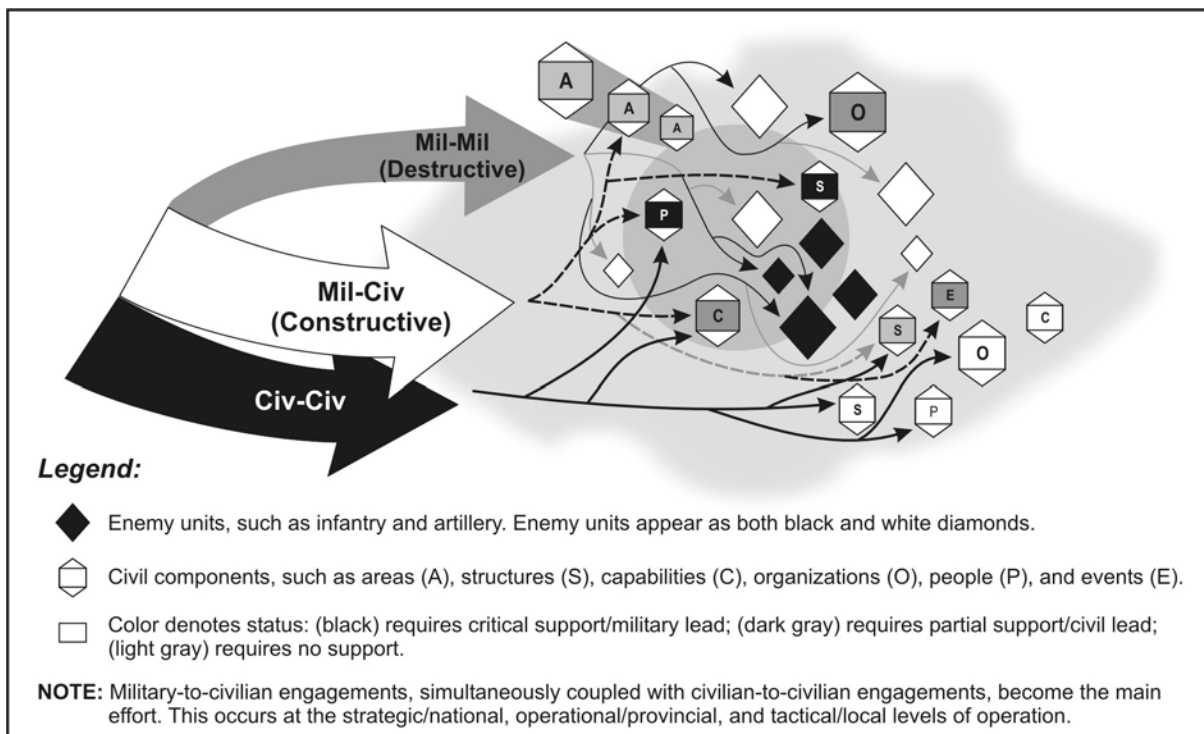 A
A
A
O
Mil-Mil
(Destructive)
S
P
Mil-Civ
(Constructive)
E
C
C
S
O
Civ-Civ
S
P
Legend:
Enemy units, such as infantry and artillery. Enemy units appear as both black and white diamonds.
Civil components, such as areas (A), structures (S), capabilities (C), organizations (O), people (P), and events (E).
Color denotes status: (black) requires critical support/military lead; (dark gray) requires partial support/civil lead;
(light gray) requires no support.
NOTE: Military-to-civilian engagements, simultaneously coupled with civilian-to-civilian engagements, become the main
effort. This occurs at the strategic/national, operational/provincial, and tactical/local levels of operation.